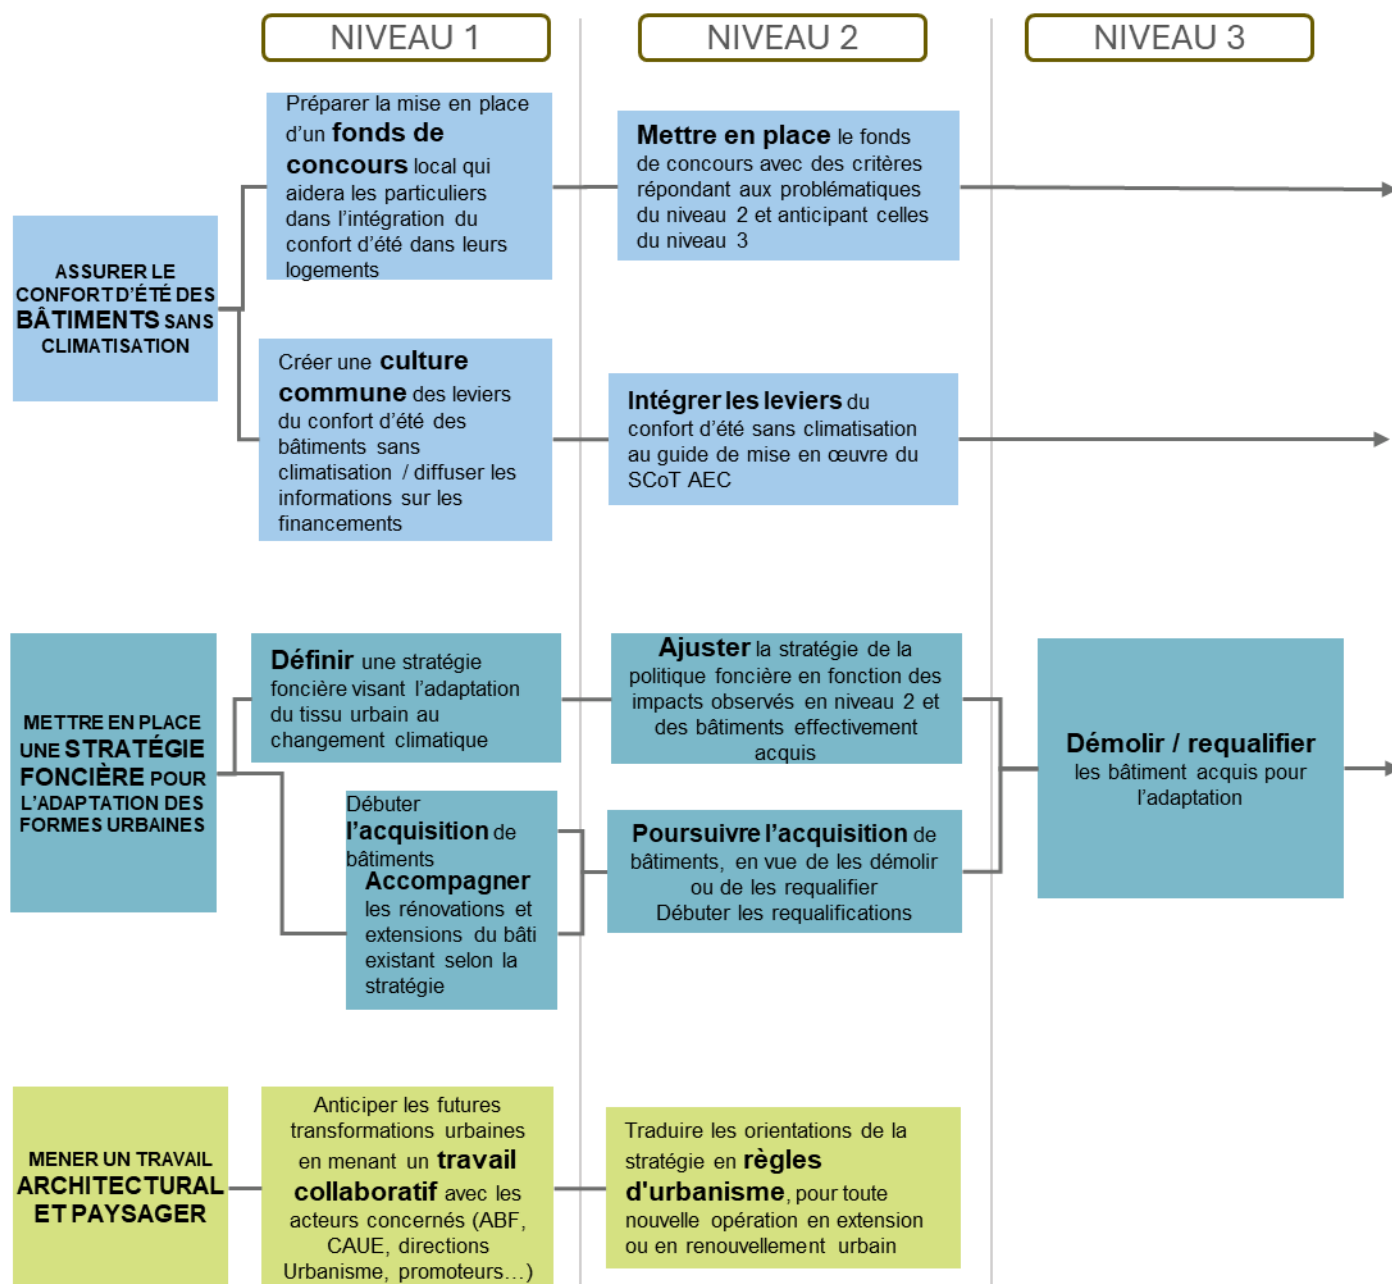 NIVEAU 1
NIVEAU 2
NIVEAU 3
ASSURER LE
CONFORT D'ÉTÉ DES
BÂTIMENTS SANS
CLIMATISATION
Préparer la mise en place
d'un fonds de
concours local qui
aidera les particuliers
dans l'intégration du
confort d'été dans leurs
logements
Mettre en place le fonds
de concours avec des critères
répondant aux problématiques
du niveau 2 et anticipant celles
du niveau 3
Créer une culture
commune des leviers
du confort d'été des
bâtiments sans
climatisation / diffuser les
informations sur les
financements
Intégrer les leviers du
confort d'été sans climatisation
au guide de mise en œuvre du
SCoT AEC
METTRE EN PLACE
UNE STRATÉGIE
FONCIÈRE POUR
L'ADAPTATION DES
FORMES URBAINES
Définir une stratégie
foncière visant l'adaptation
du tissu urbain au
changement climatique
Ajuster la stratégie de la
politique foncière en fonction des
impacts observés en niveau 2 et
des bâtiments effectivement
acquis
Débuter
l'acquisition de
bâtiments
Accompagner
les rénovations et
extensions du bâti
existant selon la
stratégie
Poursuivre l'acquisition de
bâtiments, en vue de les démolir
ou de les requalifier
Débuter les requalifications
Démolir / requalifier
les bâtiment acquis pour
l'adaptation
MENER UN TRAVAIL
ARCHITECTURAL
ET PAYSAGER
Anticiper les futures
transformations urbaines
en menant un travail
collaboratif avec les
acteurs concernés (ABF,
CAUE, directions
Urbanisme, promoteurs…)
Traduire les orientations de la
stratégie en règles
d'urbanisme, pour toute
nouvelle opération en extension
ou en renouvellement urbain